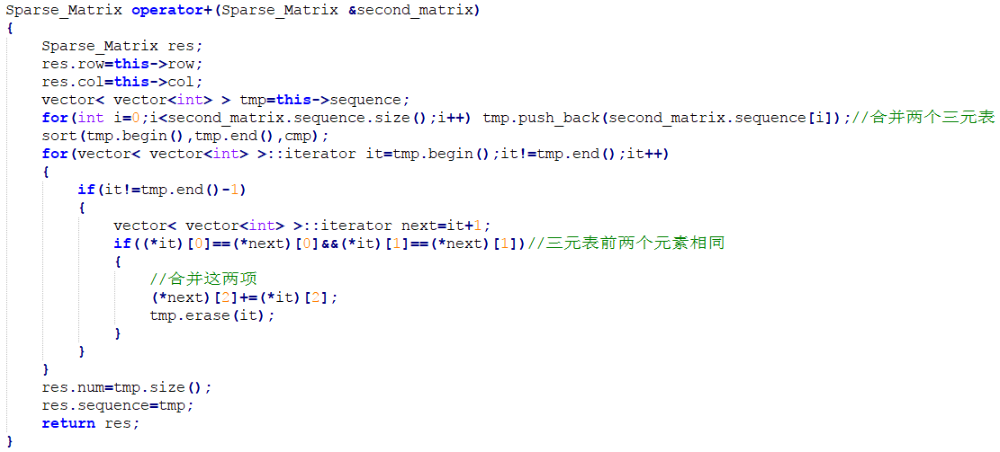 Sparse_Matrix operator+(Sparse_Matrix &second_matrix)
{
    Sparse_Matrix res;
    res.row=this->row;
    res.col=this->col;
    vector< vector<int> > tmp=this->sequence;
    for(int i=0;i<second_matrix.sequence.size();i++) tmp.push_back(second_matrix.sequence[i]);//合并两个三元表
    sort(tmp.begin(),tmp.end(),cmp);
    for(vector< vector<int> >::iterator it=tmp.begin();it!=tmp.end();it++)
    {
        if(it!=tmp.end()-1)
        {
            vector< vector<int> >::iterator next=it+1;
            if((*it)[0]==(*next)[0]&&(*it)[1]==(*next)[1])//三元表前两个元素相同
            {
                //合并这两项
                (*next)[2]+=(*it)[2];
                tmp.erase(it);
            }
        }
    }
    res.num=tmp.size();
    res.sequence=tmp;
    return res;
}